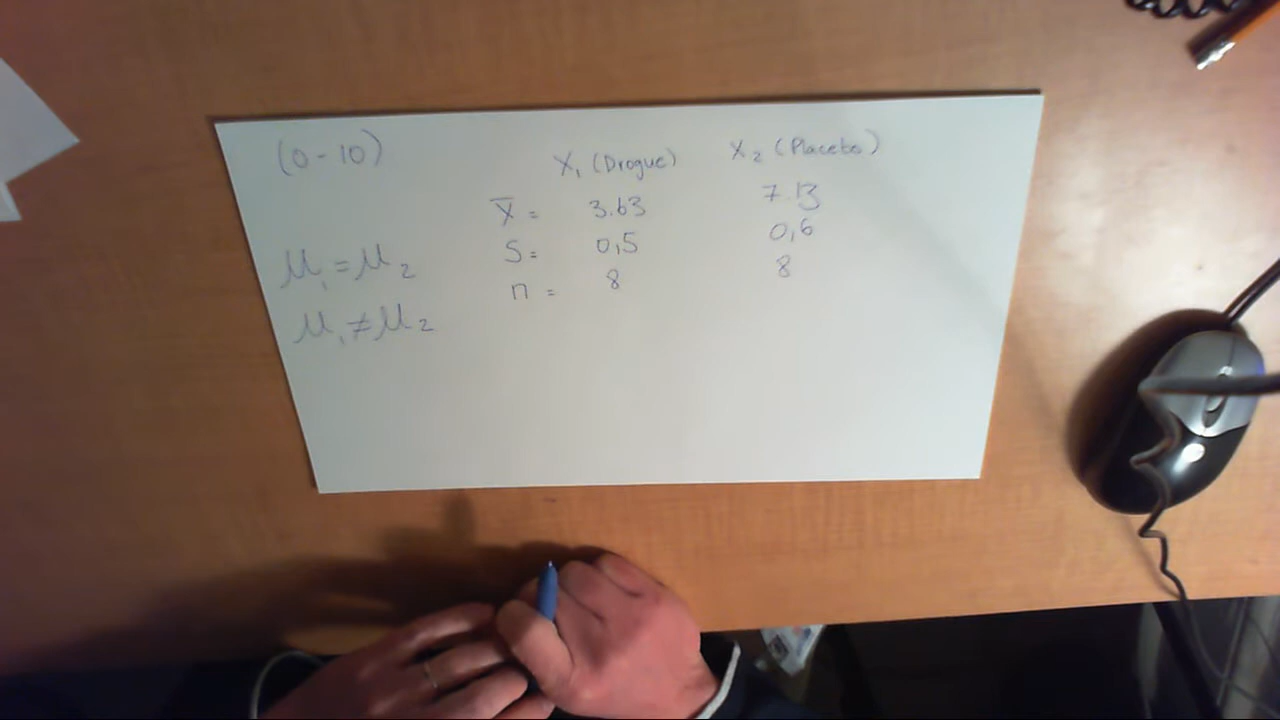 (0-10)
X₁ (Drogue) X₂ (Placebo)
X̅ = 3.63 7.13
S = 0,5 0,6
n = 8 8
μ₁ = μ₂
μ₁ ≠ μ₂